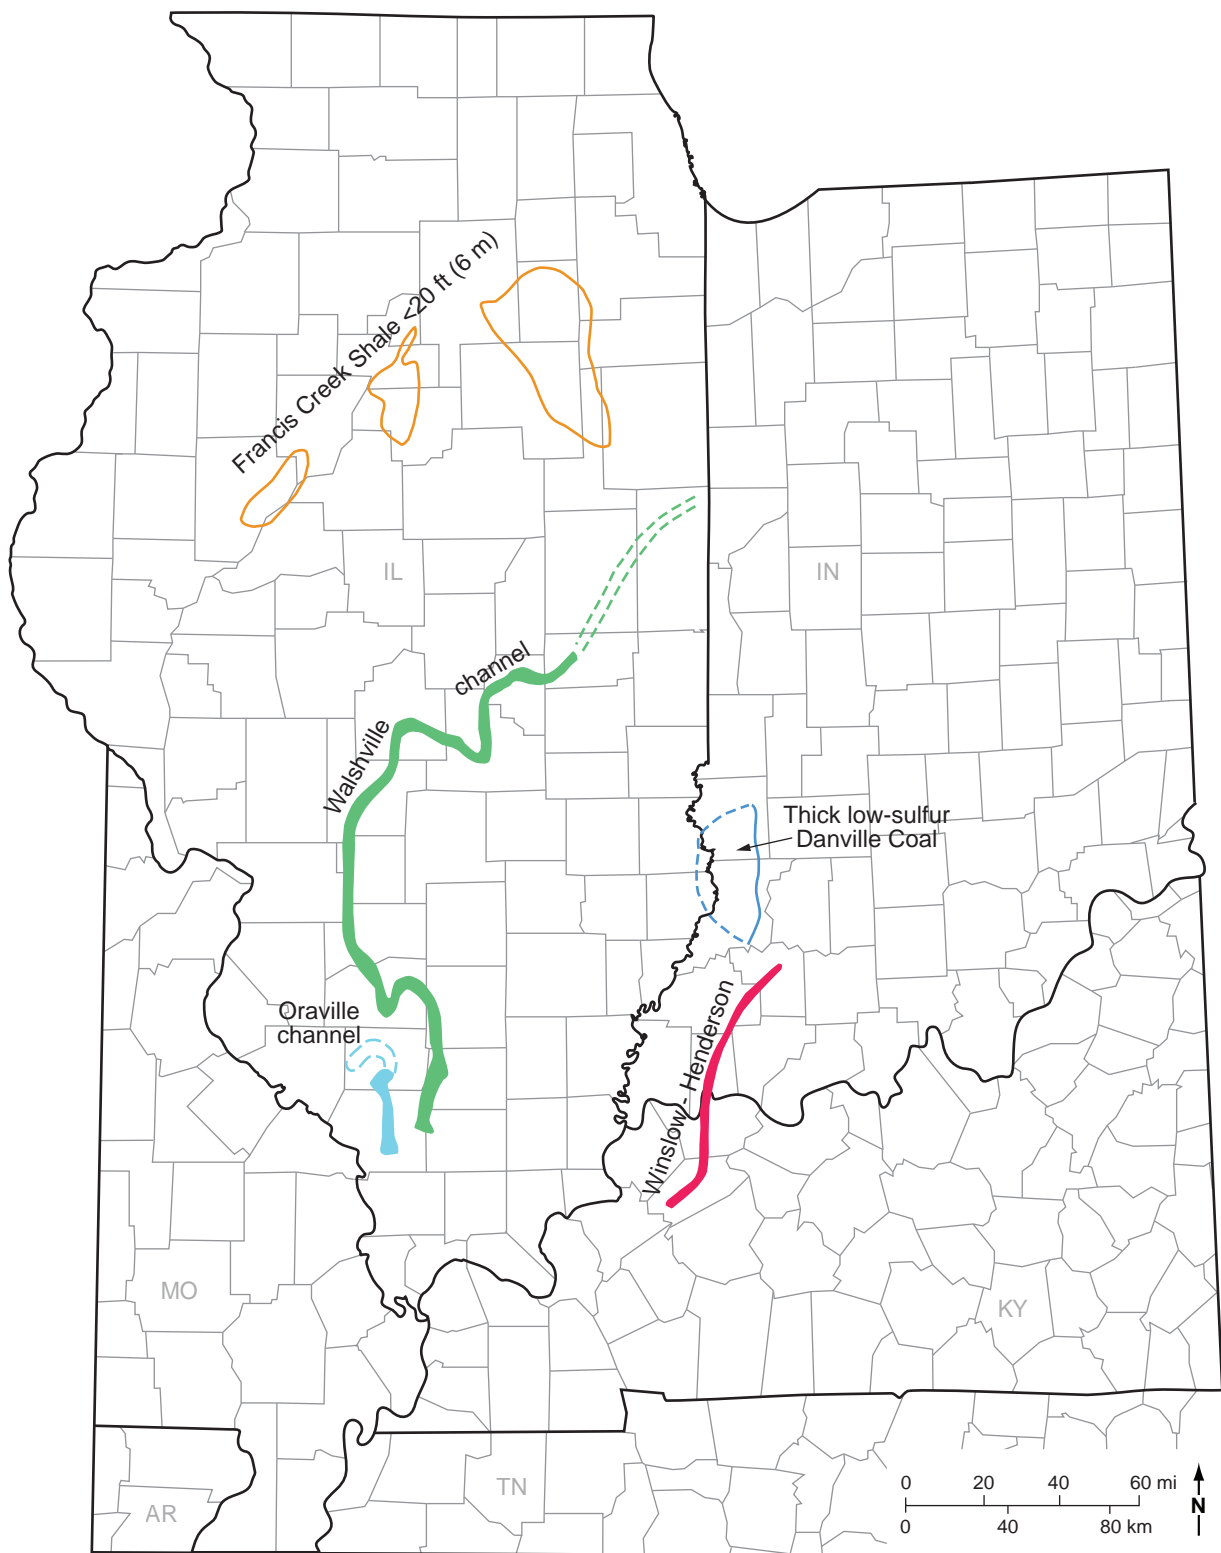 Francis Creek Shale <20 ft (6 m)
IL
IN
channel
Walshville
Thick low-sulfur
Danville Coal
Oraville
channel
Winslow - Henderson
MO
KY
TN
AR
0 20 40 60 mi
0 40 80 km
N